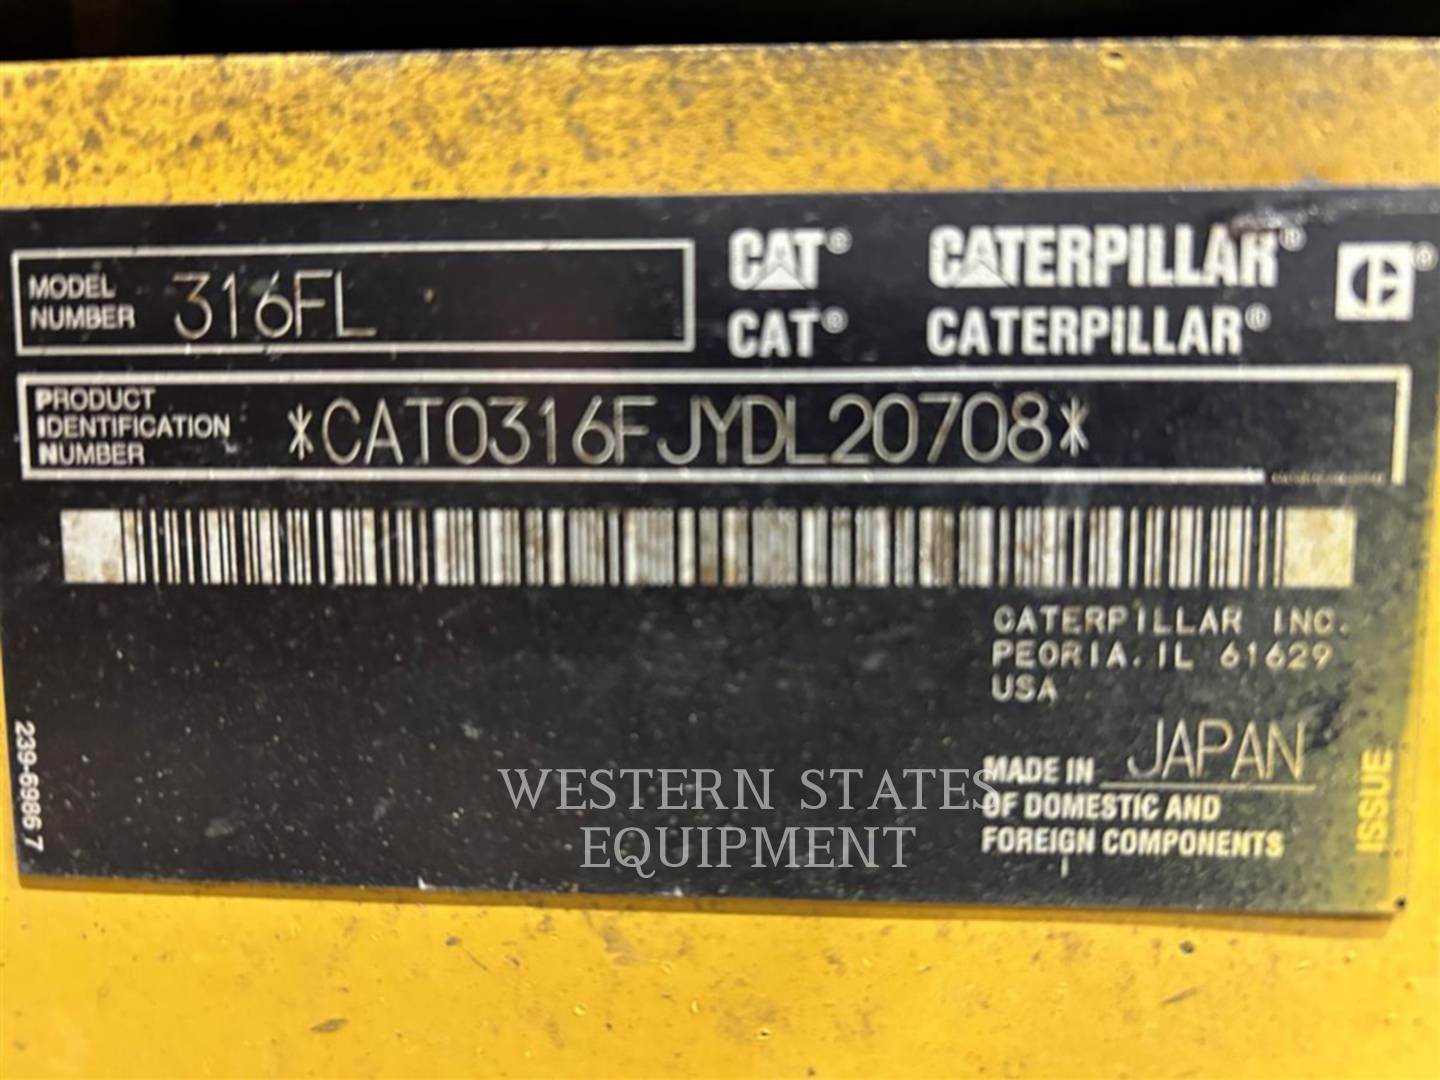 MODEL NUMBER 316FL
CAT® CATERPILLAR®
CAT® CATERPILLAR®
PRODUCT IDENTIFICATION NUMBER *CAT0316FJYDL20708*
CATERPILLAR INC.
PEORIA, IL 61629
USA
MADE IN JAPAN
OF DOMESTIC AND
FOREIGN COMPONENTS
ISSUE
239-6986 7
WESTERN STATES
EQUIPMENT